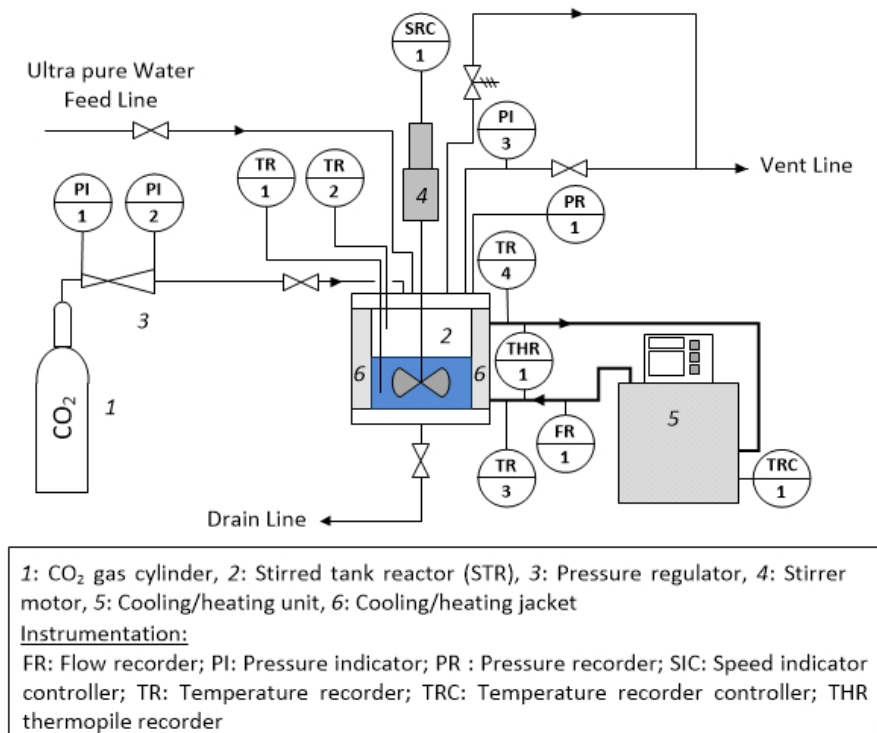 SRC
1
Ultra pure Water
Feed Line
PI
3
Vent Line
TR
1
TR
2
PI
1
PI
2
4
PR
1
TR
4
3
2
THR
1
6
6
CO₂
1
5
FR
1
TR
3
TRC
1
Drain Line
1: CO₂ gas cylinder, 2: Stirred tank reactor (STR), 3: Pressure regulator, 4: Stirrer
motor, 5: Cooling/heating unit, 6: Cooling/heating jacket
Instrumentation:
FR: Flow recorder; PI: Pressure indicator; PR : Pressure recorder; SIC: Speed indicator
controller; TR: Temperature recorder; TRC: Temperature recorder controller; THR
thermopile recorder